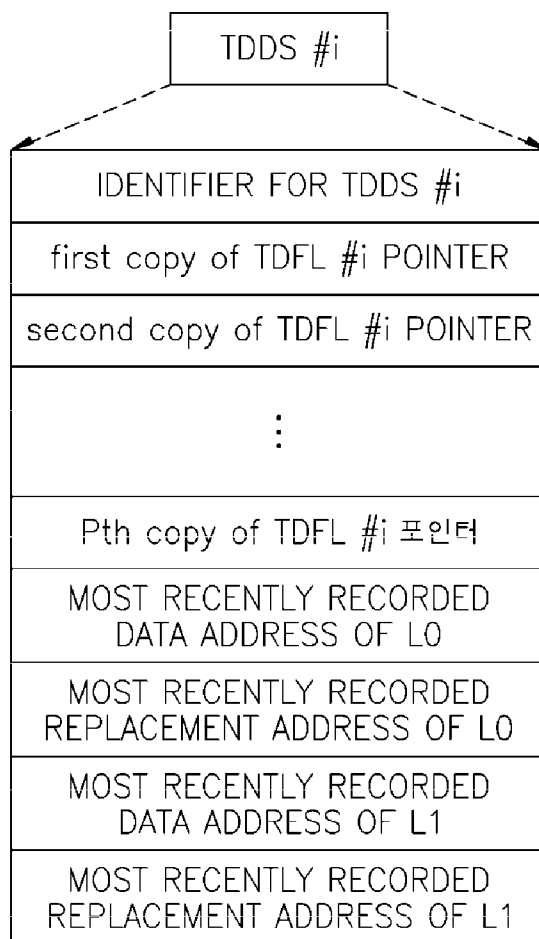 TDDS #i
IDENTIFIER FOR TDDS #i
first copy of TDFL #i POINTER
second copy of TDFL #i POINTER
⋮
Pth copy of TDFL #i 포인터
MOST RECENTLY RECORDED
DATA ADDRESS OF L0
MOST RECENTLY RECORDED
REPLACEMENT ADDRESS OF L0
MOST RECENTLY RECORDED
DATA ADDRESS OF L1
MOST RECENTLY RECORDED
REPLACEMENT ADDRESS OF L1